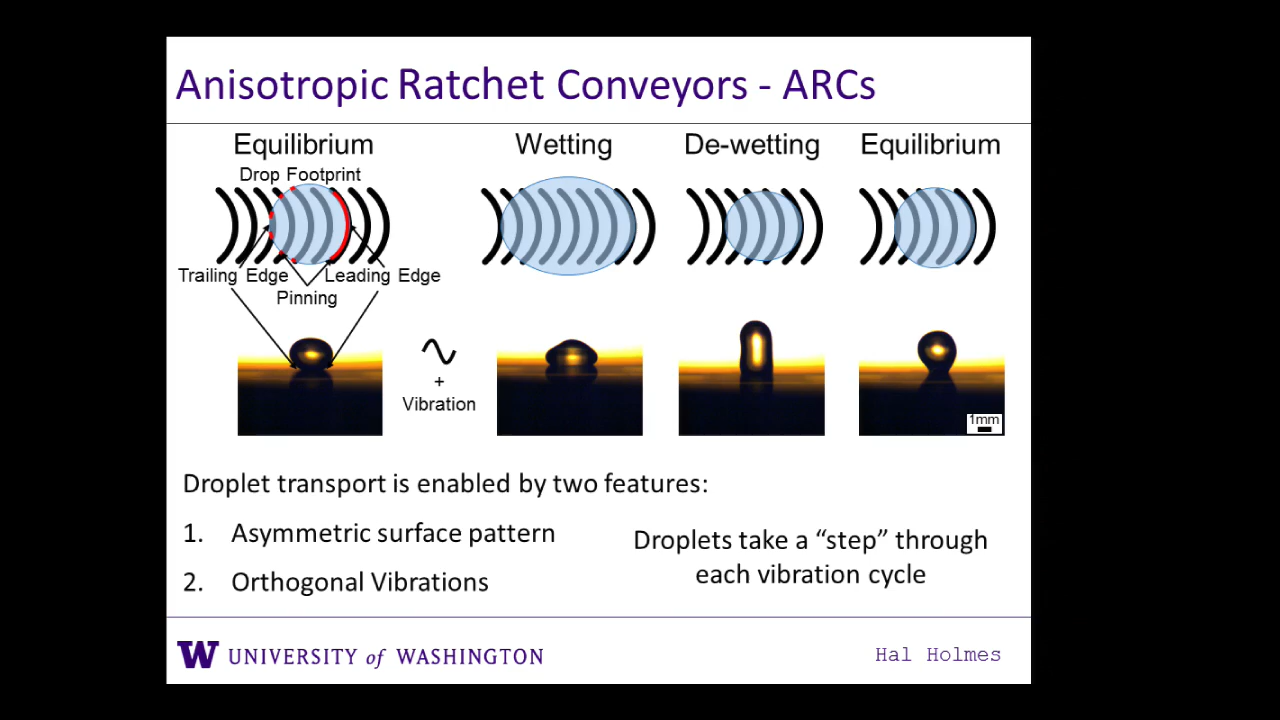 Anisotropic Ratchet Conveyors - ARCs
Equilibrium
Wetting
De-wetting
Equilibrium
Drop Footprint
Trailing Edge
Leading Edge
Pinning
+
Vibration
1mm
Droplet transport is enabled by two features:
1. Asymmetric surface pattern
2. Orthogonal Vibrations
Droplets take a “step” through
each vibration cycle
W UNIVERSITY of WASHINGTON
Hal Holmes